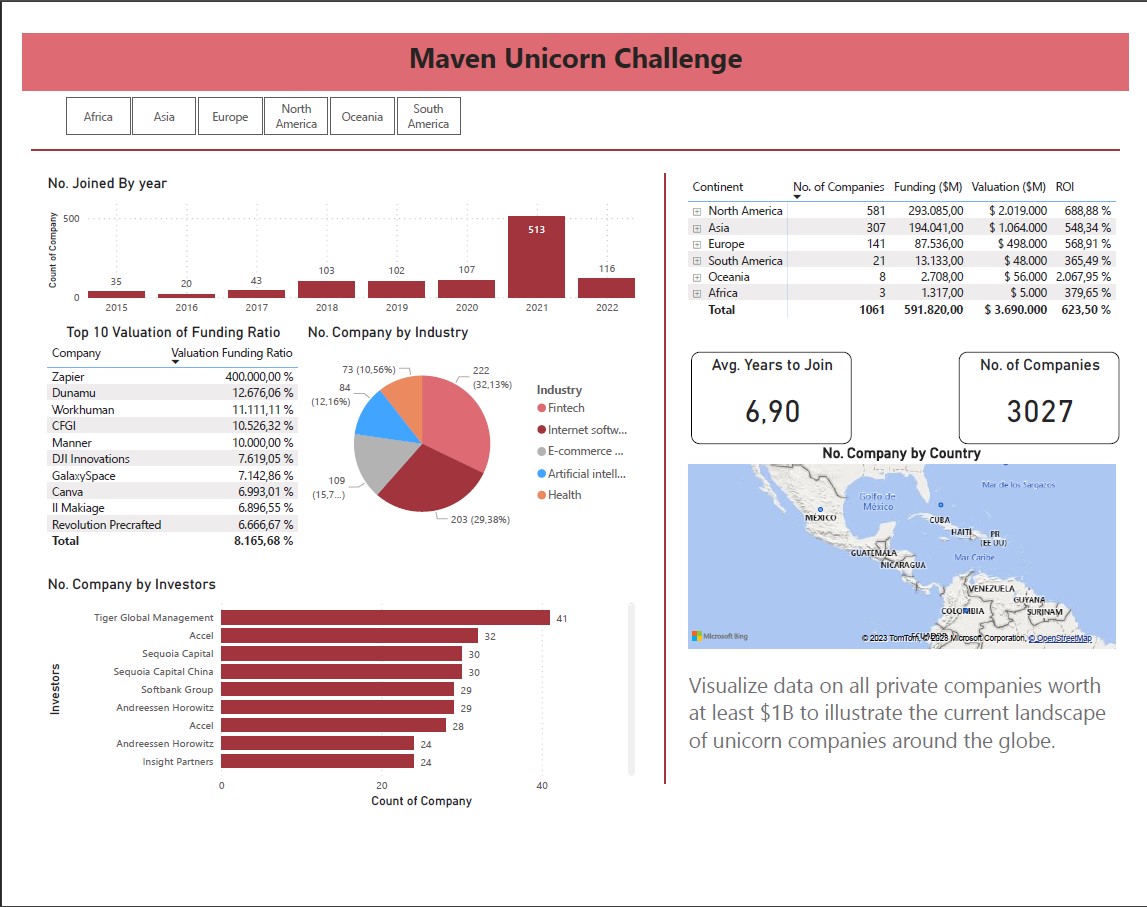 Maven Unicorn Challenge
Africa
Asia
Europe
North
America
Oceania
South
America
No. Joined By year
Count of Company
500
0
35
20
43
103
102
107
513
116
2015
2016
2017
2018
2019
2020
2021
2022
Top 10 Valuation of Funding Ratio
Company Valuation Funding Ratio
Zapier 400.000,00 %
Dunamu 12.676,06 %
Workhuman 11.111,11 %
CFGI 10.526,32 %
Manner 10.000,00 %
DJI Innovations 7.619,05 %
GalaxySpace 7.142,86 %
Canva 6.993,01 %
Il Makiage 6.896,55 %
Revolution Precrafted 6.666,67 %
Total 8.165,68 %
No. Company by Industry
73 (10,56%)
222
(32,13%)
84
(12,16%)
109
(15,7...)
203 (29,38%)
Industry
Fintech
Internet softw...
E-commerce ...
Artificial intell...
Health
No. Company by Investors
Investors
Tiger Global Management 41
Accel 32
Sequoia Capital 30
Sequoia Capital China 30
Softbank Group 29
Andreessen Horowitz 29
Accel 28
Andreessen Horowitz 24
Insight Partners 24
0 20 40
Count of Company
Continent No. of Companies Funding ($M) Valuation ($M) ROI
North America 581 293.085,00 $ 2.019.000 688,88 %
Asia 307 194.041,00 $ 1.064.000 548,34 %
Europe 141 87.536,00 $ 498.000 568,91 %
South America 21 13.133,00 $ 48.000 365,49 %
Oceania 8 2.708,00 $ 56.000 2.067,95 %
Africa 3 1.317,00 $ 5.000 379,65 %
Total 1061 591.820,00 $ 3.690.000 623,50 %
Avg. Years to Join
6,90
No. of Companies
3027
No. Company by Country
Mar de los Sargazos
Golfo de
México
MÉXICO
CUBA
HAITÍ
PR
(EE UU)
GUATEMALA
Mar Caribe
NICARAGUA
VENEZUELA
GUYANA
COLOMBIA
SURINAM
ECUADOR
Microsoft Bing
© 2023 TomTom, © 2023 Microsoft Corporation, © OpenStreetMap
Visualize data on all private companies worth
at least $1B to illustrate the current landscape
of unicorn companies around the globe.